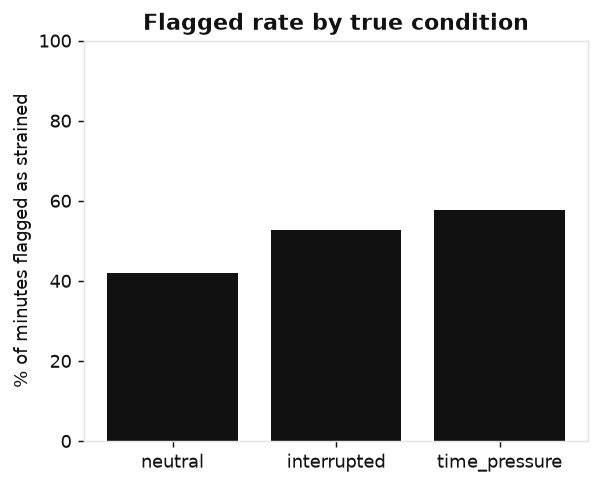 Flagged rate by true condition
% of minutes flagged as strained
100
80
60
40
20
0
neutral
interrupted
time_pressure